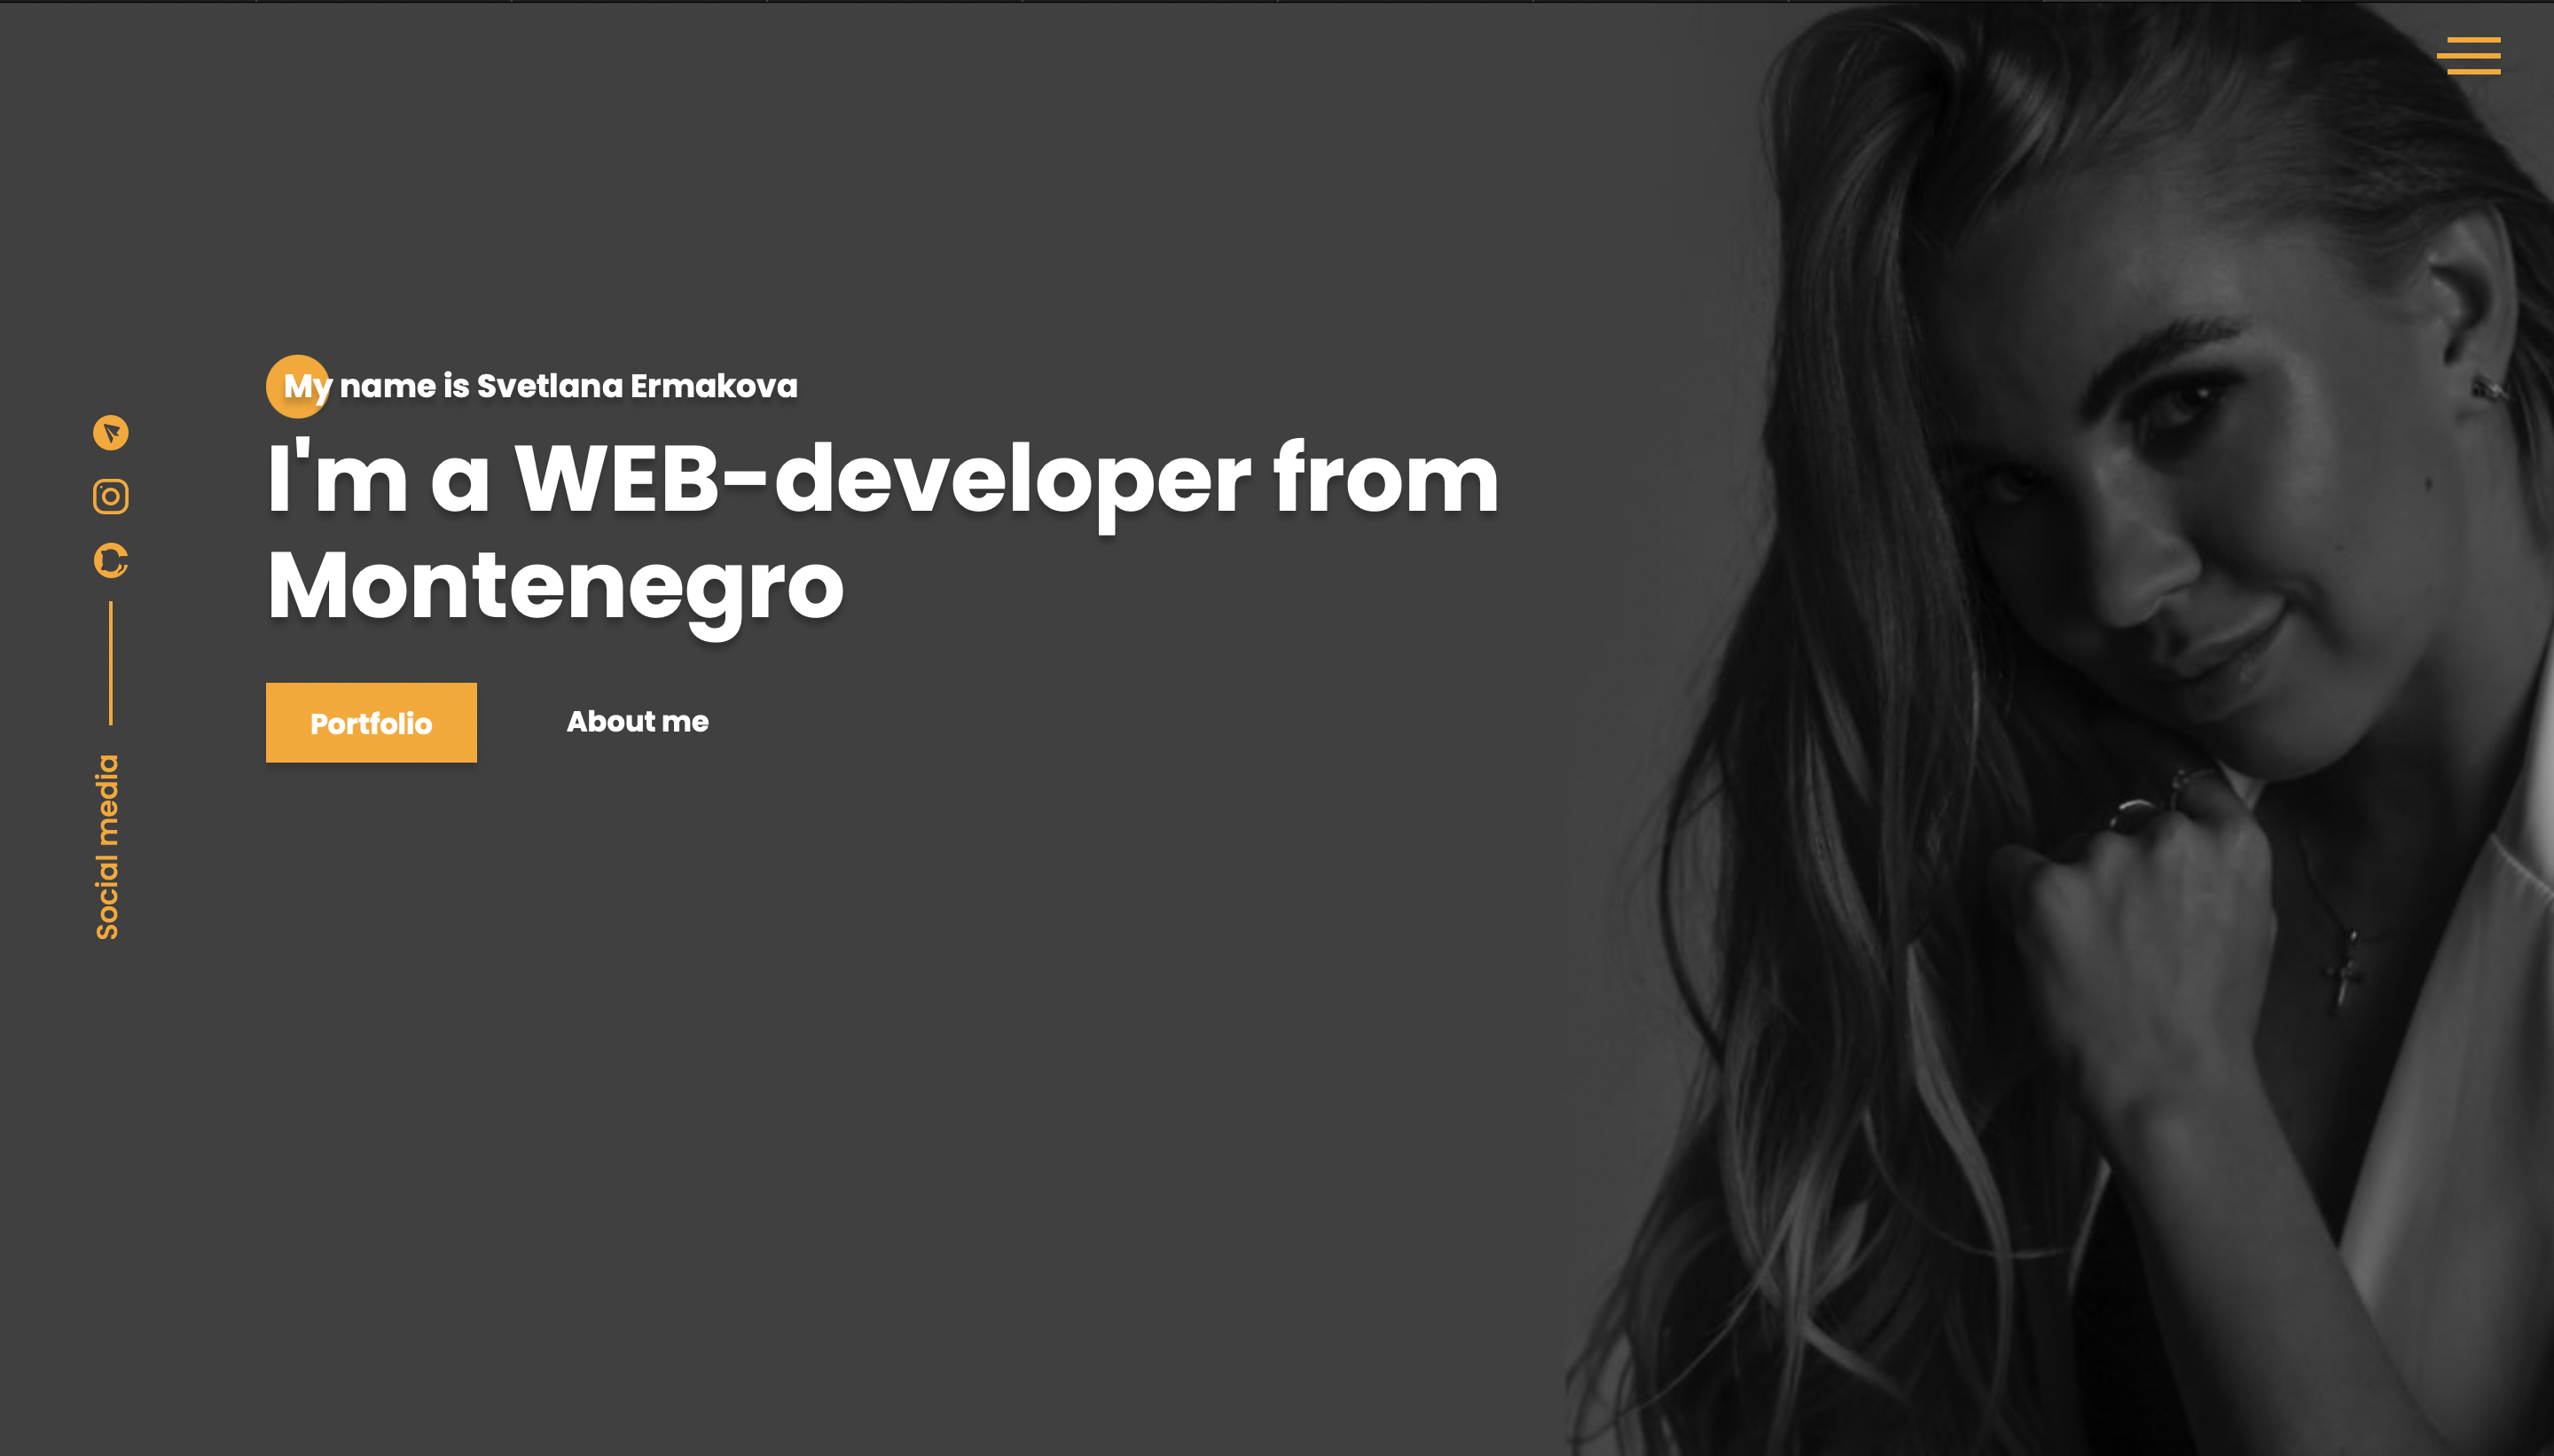 My name is Svetlana Ermakova
I'm a WEB-developer from
Montenegro
Portfolio
About me
Social media